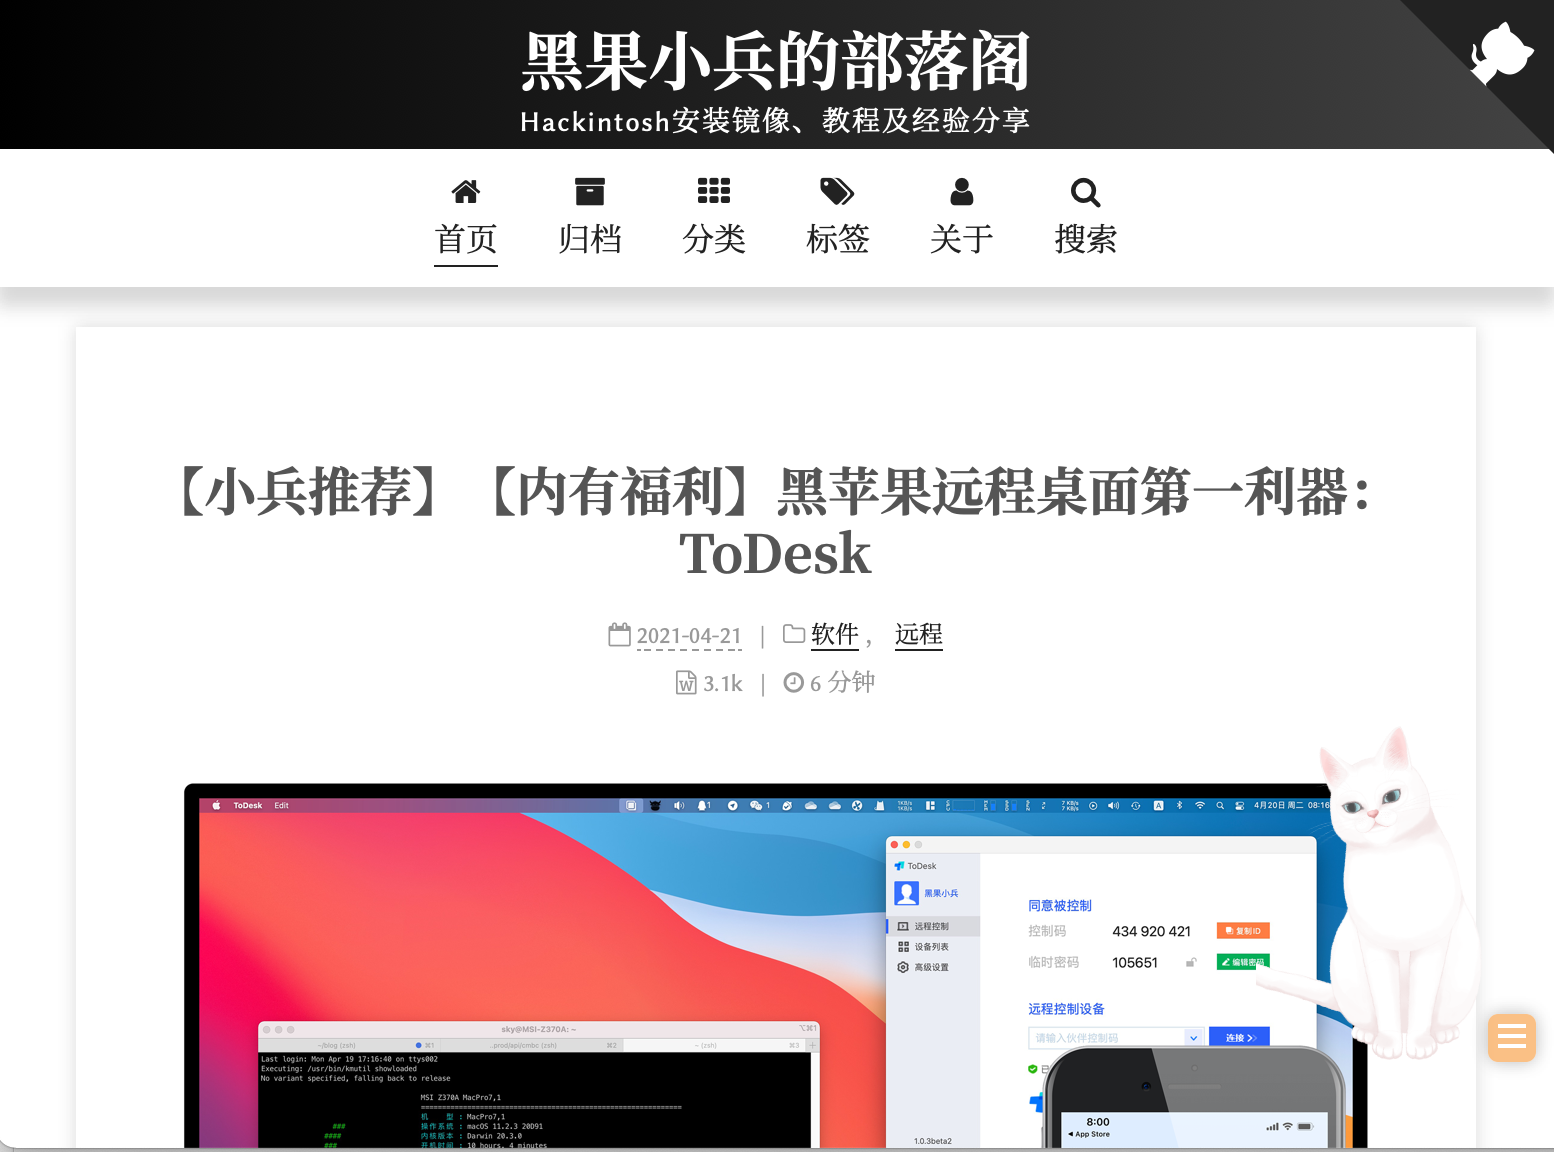 黑果小兵的部落阁
Hackintosh安装镜像、教程及经验分享
首页 归档 分类 标签 关于 搜索
【小兵推荐】【内有福利】黑苹果远程桌面第一利器：
ToDesk
2021-04-21 | 软件， 远程
3.1k | 6 分钟
ToDesk Edit
4月20日 周二 08:16
ToDesk
黑果小兵
远程控制
设备列表
高级设置
同意被控制
控制码 434 920 421 复制ID
临时密码 105651 编辑密码
远程控制设备
请输入伙伴控制码 连接
1.0.3beta2
sky@MSI-Z370A: ~ ⌥⌘1
~/blog (zsh) ⌘1 ..prod/api/cmbc (zsh) ⌘2 ~ (zsh) ⌘3
Last login: Mon Apr 19 17:16:40 on ttys002
Executing: /usr/bin/kmutil showloaded
No variant specified, falling back to release
MSI Z370A MacPro7,1
机 型 : MacPro7,1
操作系统 : macOS 11.2.3 20D91
内核版本 : Darwin 20.3.0
开机时间 : 10 hours, 4 minutes
###
####
###
8:00
App Store